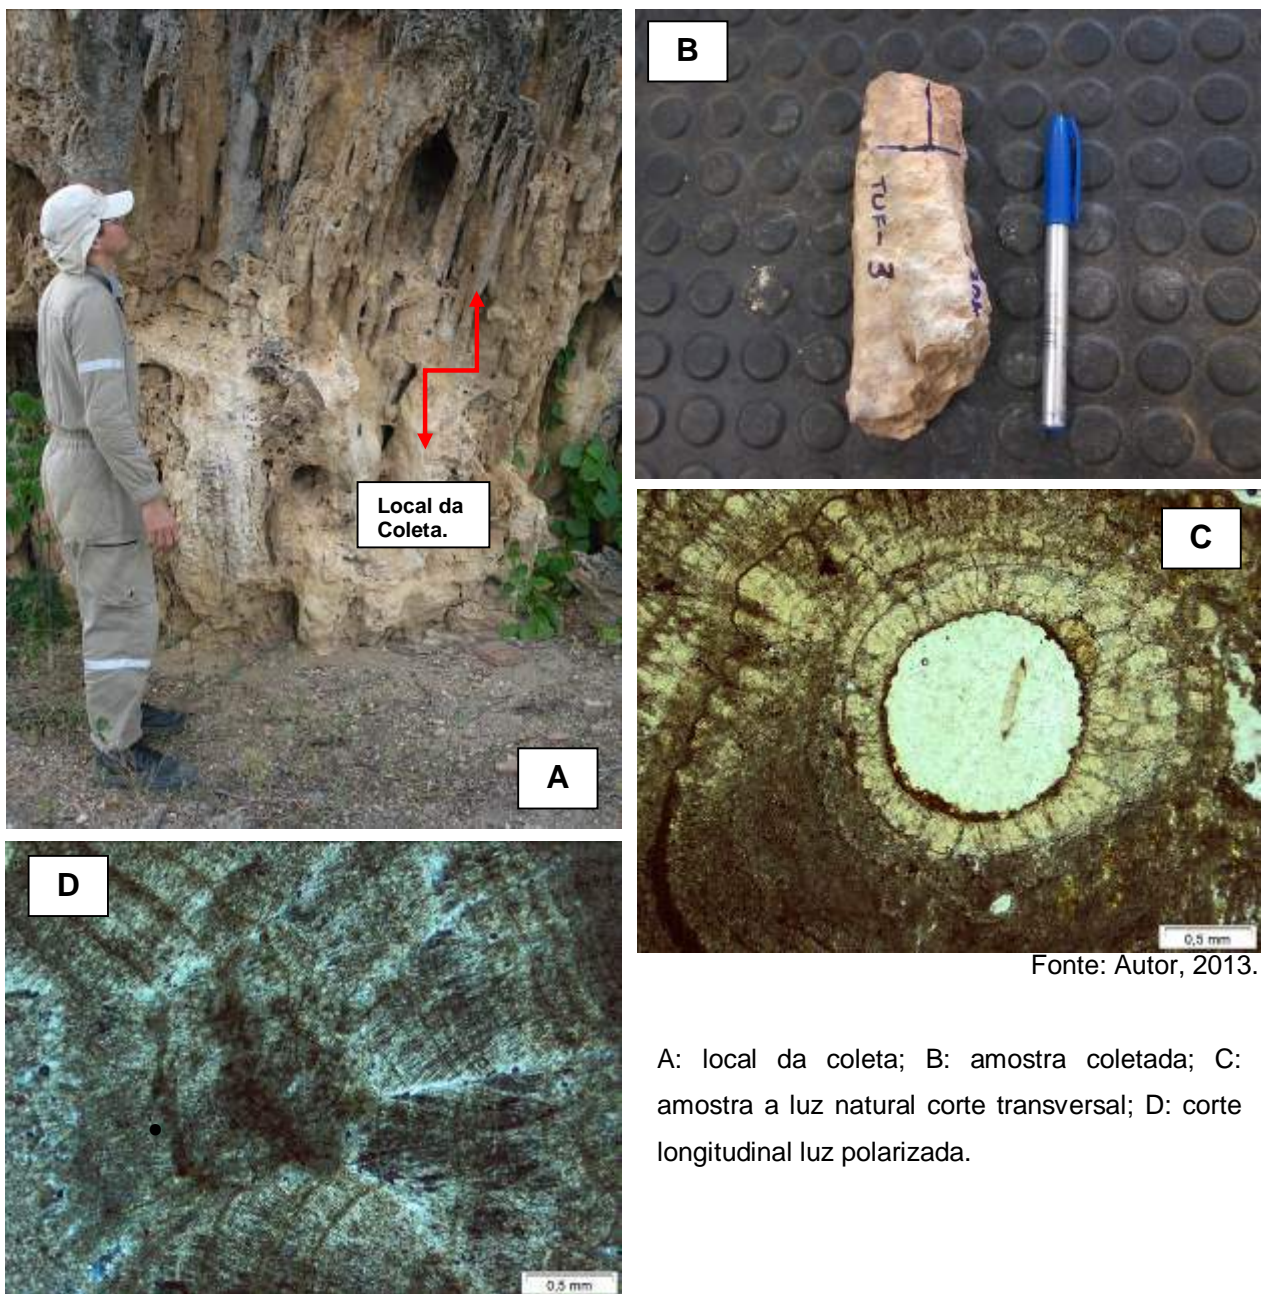 A
Local da
Coleta.
B
TUF-3
C
0,5 mm
Fonte: Autor, 2013.
D
0,5 mm
A: local da coleta; B: amostra coletada; C:
amostra a luz natural corte transversal; D: corte
longitudinal luz polarizada.